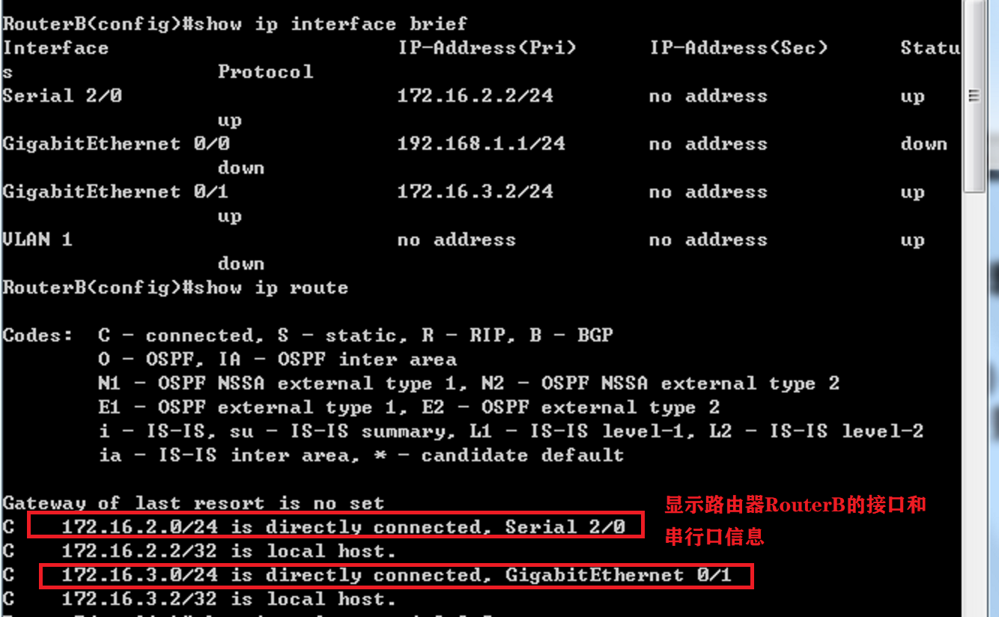 RouterB(config)#show ip interface brief
Interface IP-Address(Pri) IP-Address(Sec) Statu
s Protocol
Serial 2/0 172.16.2.2/24 no address up
up
GigabitEthernet 0/0 192.168.1.1/24 no address down
down
GigabitEthernet 0/1 172.16.3.2/24 no address up
up
VLAN 1 no address no address up
down
RouterB(config)#show ip route
Codes: C - connected, S - static, R - RIP, B - BGP
O - OSPF, IA - OSPF inter area
N1 - OSPF NSSA external type 1, N2 - OSPF NSSA external type 2
E1 - OSPF external type 1, E2 - OSPF external type 2
i - IS-IS, su - IS-IS summary, L1 - IS-IS level-1, L2 - IS-IS level-2
ia - IS-IS inter area, * - candidate default
Gateway of last resort is no set
C 172.16.2.0/24 is directly connected, Serial 2/0
C 172.16.2.2/32 is local host.
C 172.16.3.0/24 is directly connected, GigabitEthernet 0/1
C 172.16.3.2/32 is local host.
显示路由器RouterB的接口和
串行口信息